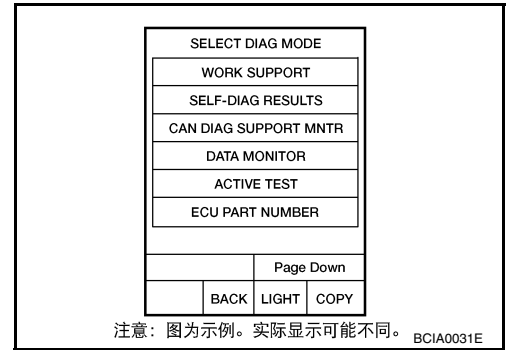 SELECT DIAG MODE
WORK SUPPORT
SELF-DIAG RESULTS
CAN DIAG SUPPORT MNTR
DATA MONITOR
ACTIVE TEST
ECU PART NUMBER
Page Down
BACK LIGHT COPY
注意：图为示例。实际显示可能不同。
BCIA0031E